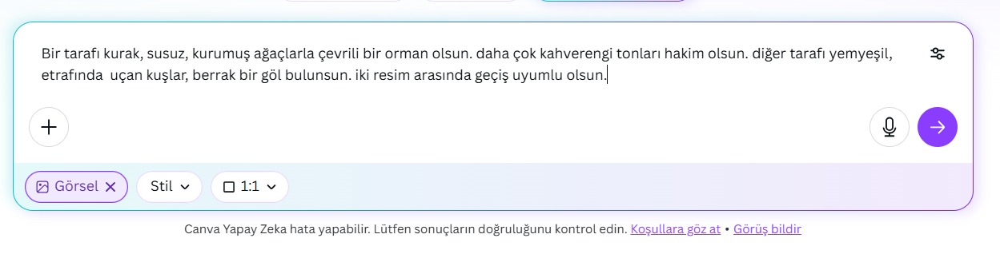 Bir tarafı kurak, susuz, kurumuş ağaçlarla çevrili bir orman olsun. daha çok kahverengi tonları hakim olsun. diğer tarafı yemyeşil,
etrafında  uçan kuşlar, berrak bir göl bulunsun. iki resim arasında geçiş uyumlu olsun.
Görsel
Stil
1:1
Canva Yapay Zeka hata yapabilir. Lütfen sonuçların doğruluğunu kontrol edin. Koşullara göz at • Görüş bildir